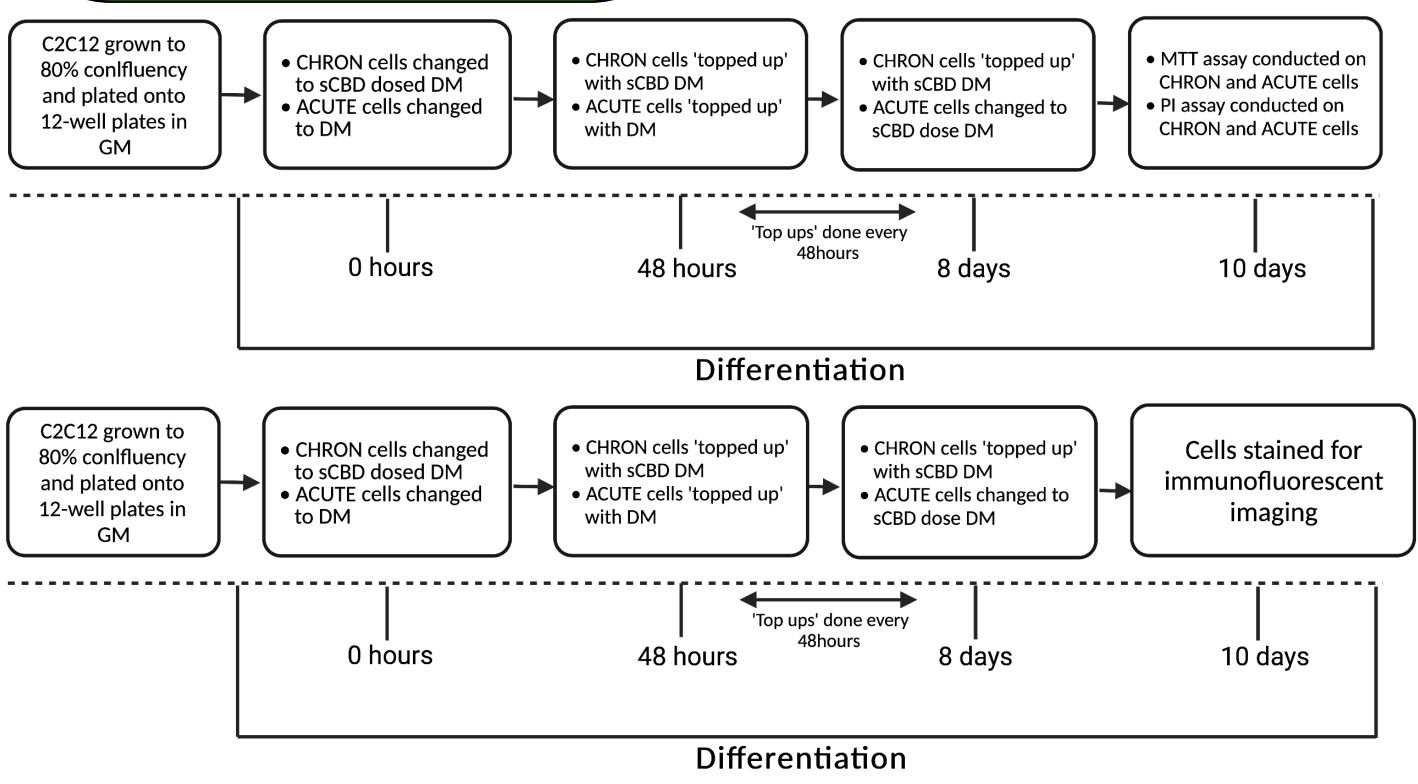 C2C12 grown to
80% conlfluency
and plated onto
12-well plates in
GM
• CHRON cells changed
to sCBD dosed DM
• ACUTE cells changed
to DM
• CHRON cells 'topped up'
with sCBD DM
• ACUTE cells 'topped up'
with DM
• CHRON cells 'topped up'
with sCBD DM
• ACUTE cells changed to
sCBD dose DM
• MTT assay conducted on
CHRON and ACUTE cells
• PI assay conducted on
CHRON and ACUTE cells
'Top ups' done every
48hours
0 hours
48 hours
8 days
10 days
Differentiation
C2C12 grown to
80% conlfluency
and plated onto
12-well plates in
GM
• CHRON cells changed
to sCBD dosed DM
• ACUTE cells changed
to DM
• CHRON cells 'topped up'
with sCBD DM
• ACUTE cells 'topped up'
with DM
• CHRON cells 'topped up'
with sCBD DM
• ACUTE cells changed to
sCBD dose DM
Cells stained for
immunofluorescent
imaging
'Top ups' done every
48hours
0 hours
48 hours
8 days
10 days
Differentiation